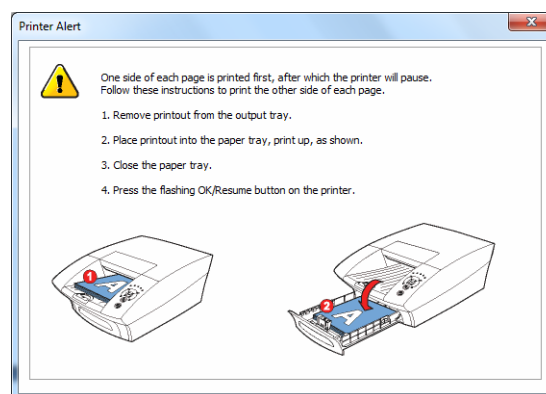 Printer Alert
One side of each page is printed first, after which the printer will pause.
Follow these instructions to print the other side of each page.
1. Remove printout from the output tray.
2. Place printout into the paper tray, print up, as shown.
3. Close the paper tray.
4. Press the flashing OK/Resume button on the printer.
1
A
2
A